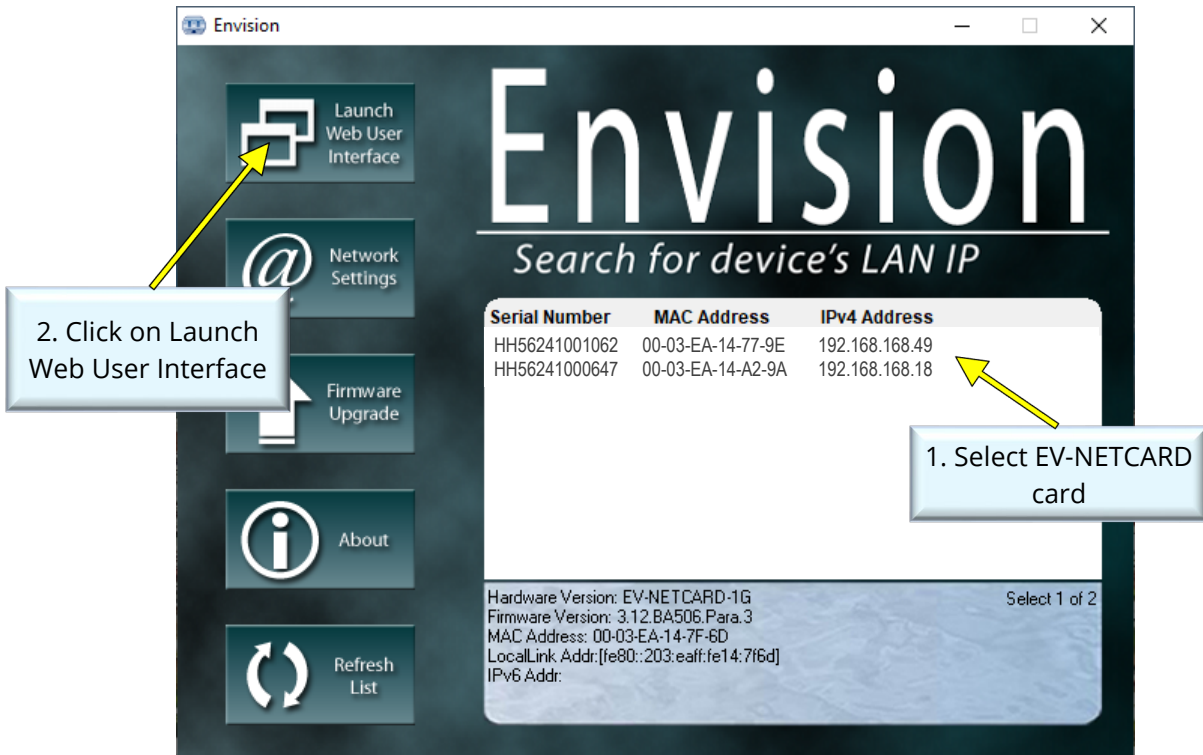 Envision
Launch
Web User
Interface
Envision
Search for device's LAN IP
@ Network
Settings
2. Click on Launch
Web User Interface
Serial Number MAC Address IPv4 Address
HH56241001062 00-03-EA-14-77-9E 192.168.168.49
HH56241000647 00-03-EA-14-A2-9A 192.168.168.18
Firmware
Upgrade
1. Select EV-NETCARD
card
About
Hardware Version: EV-NETCARD-1G
Select 1 of 2
Firmware Version: 3.12.BA506.Para.3
MAC Address: 00-03-EA-14-7F-6D
LocalLink Addr:[fe80::203:eaff:fe14:7f6d]
IPv6 Addr:
Refresh
List